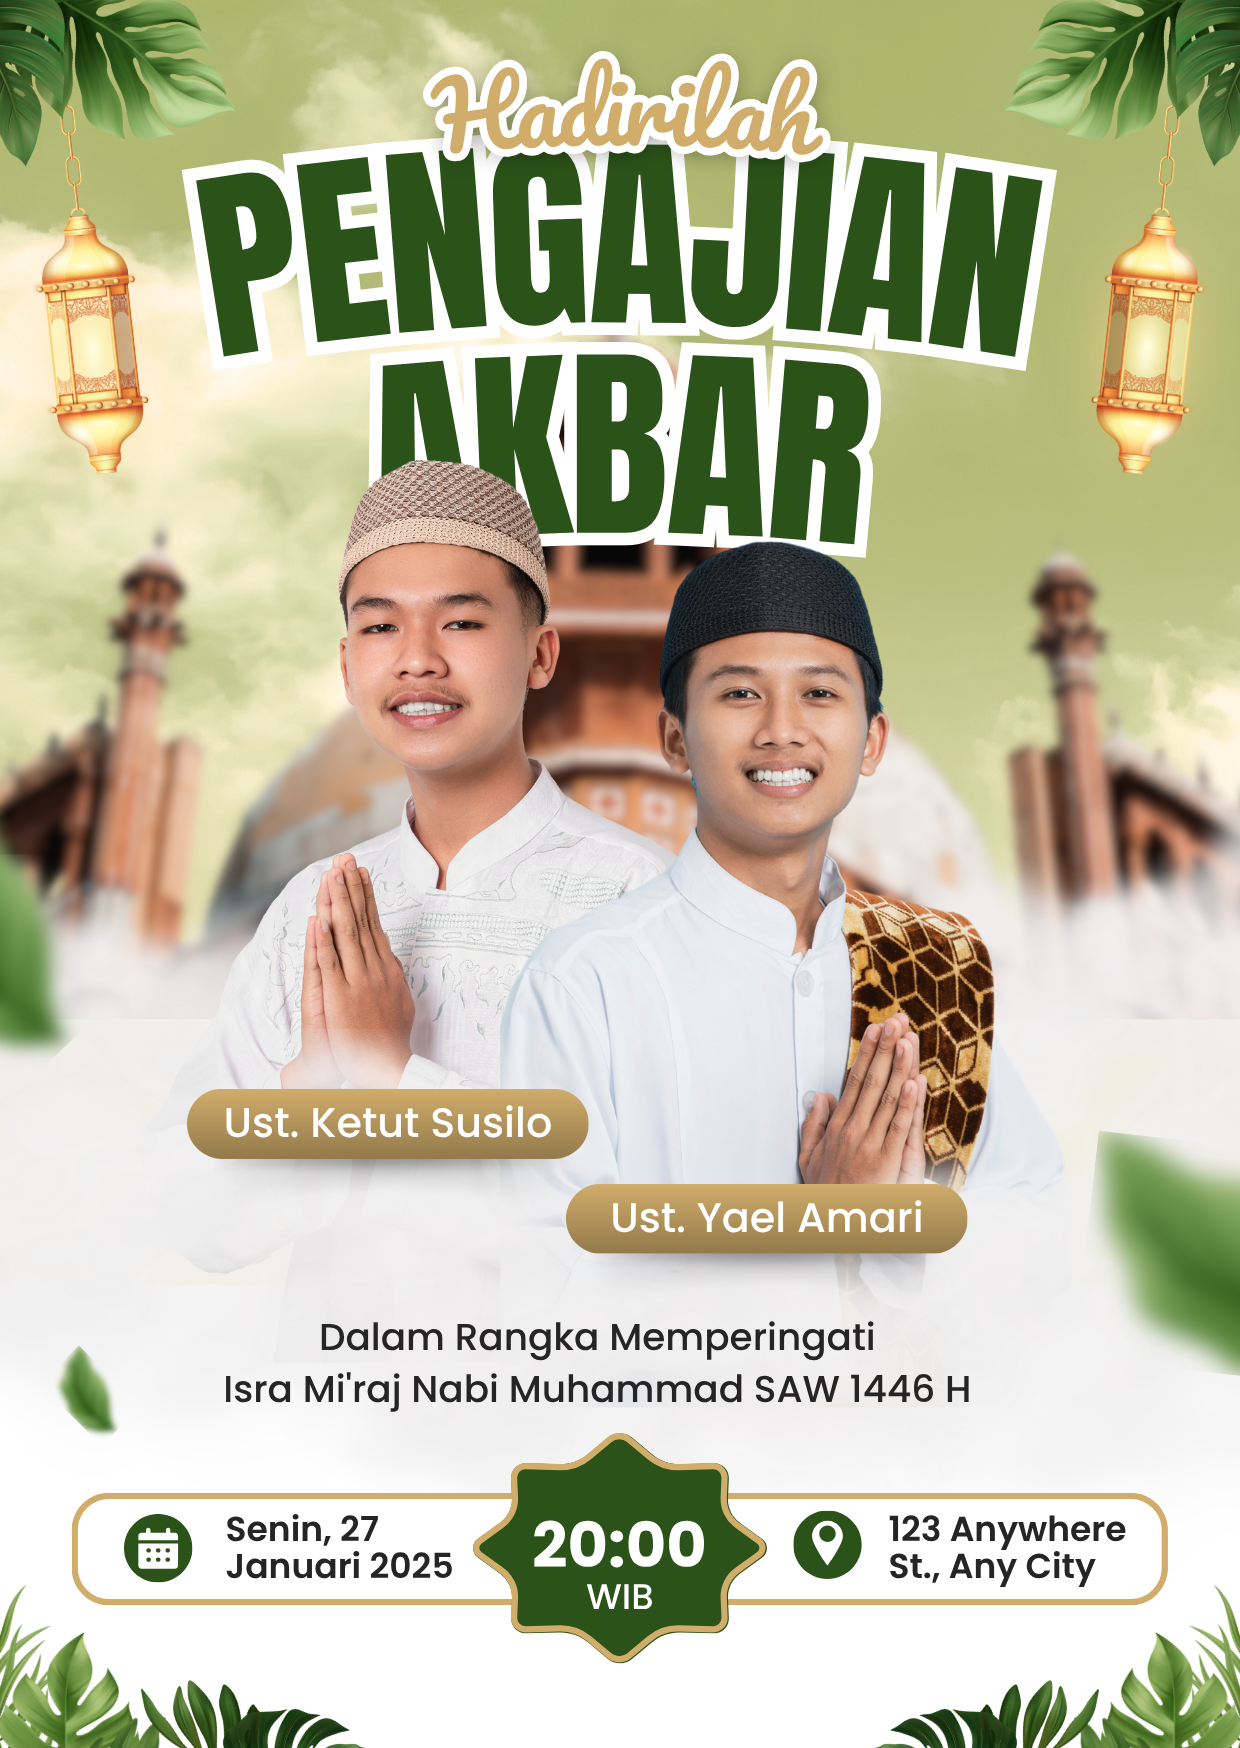 Hadirilah
PENGAJIAN
AKBAR
Ust. Ketut Susilo
Ust. Yael Amari
Dalam Rangka Memperingati
Isra Mi'raj Nabi Muhammad SAW 1446 H
Senin, 27
Januari 2025
20:00
WIB
123 Anywhere
St., Any City